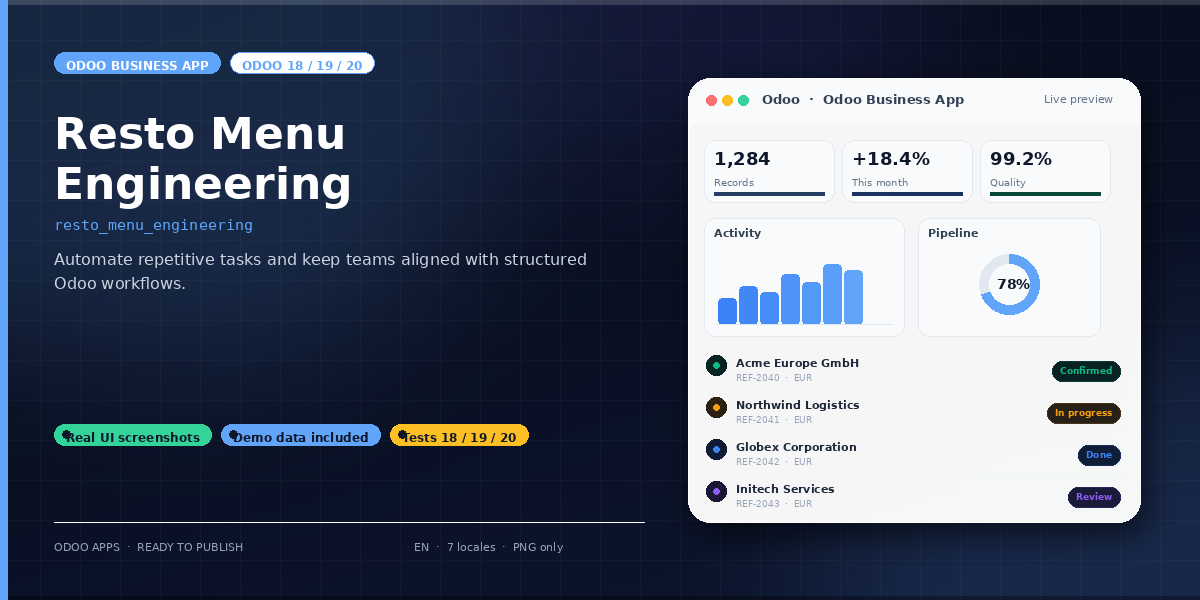 ODOO BUSINESS APP
ODOO 18 / 19 / 20
Resto Menu
Engineering
resto_menu_engineering
Automate repetitive tasks and keep teams aligned with structured
Odoo workflows.
Real UI screenshots
Demo data included
Tests 18 / 19 / 20
ODOO APPS · READY TO PUBLISH
EN · 7 locales · PNG only
Odoo · Odoo Business App
Live preview
1,284
Records
+18.4%
This month
99.2%
Quality
Activity
Pipeline
78%
Acme Europe GmbH
REF-2040 · EUR
Confirmed
Northwind Logistics
REF-2041 · EUR
In progress
Globex Corporation
REF-2042 · EUR
Done
Initech Services
REF-2043 · EUR
Review